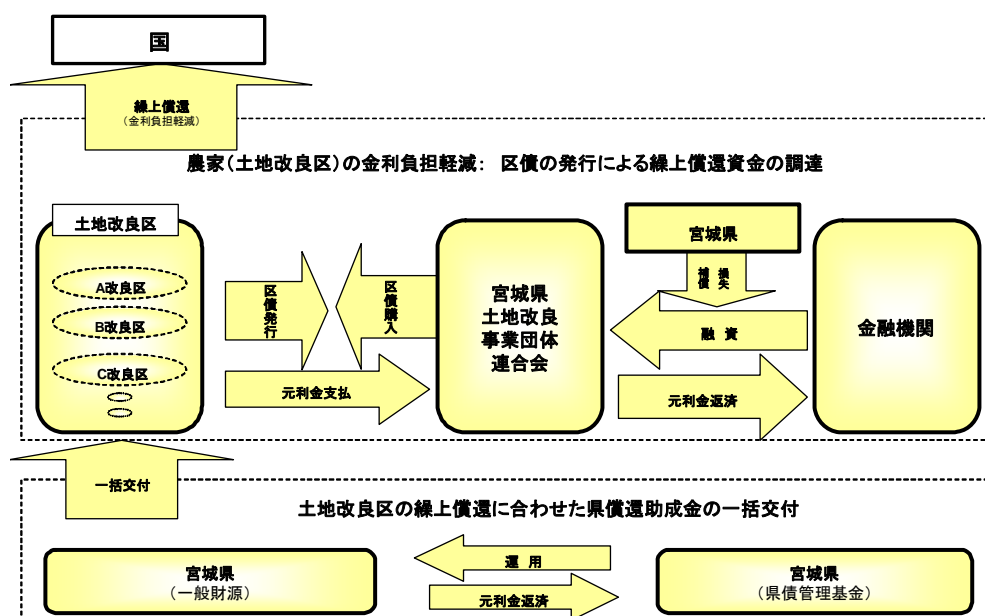 国
繰上償還
(金利負担軽減)
農家(土地改良区)の金利負担軽減: 区債の発行による繰上償還資金の調達
土地改良区
A改良区
B改良区
C改良区
区債発行
区債購入
元利金支払
宮城県
土地改良
事業団体
連合会
宮城県
損失
補償
融 資
元利金返済
金融機関
一括交付
土地改良区の繰上償還に合わせた県償還助成金の一括交付
宮城県
(一般財源)
運 用
元利金返済
宮城県
(県債管理基金)